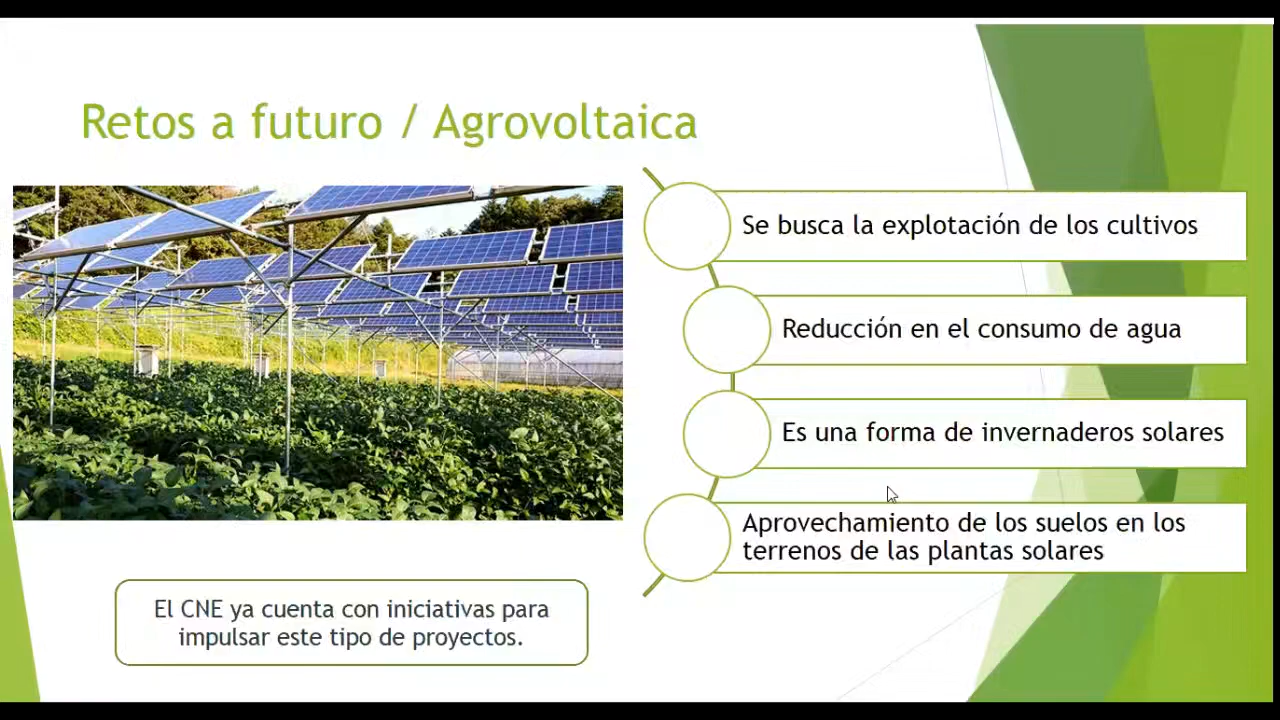 Retos a futuro / Agrovoltaica
Se busca la explotación de los cultivos
Reducción en el consumo de agua
Es una forma de invernaderos solares
Aprovechamiento de los suelos en los
terrenos de las plantas solares
El CNE ya cuenta con iniciativas para
impulsar este tipo de proyectos.